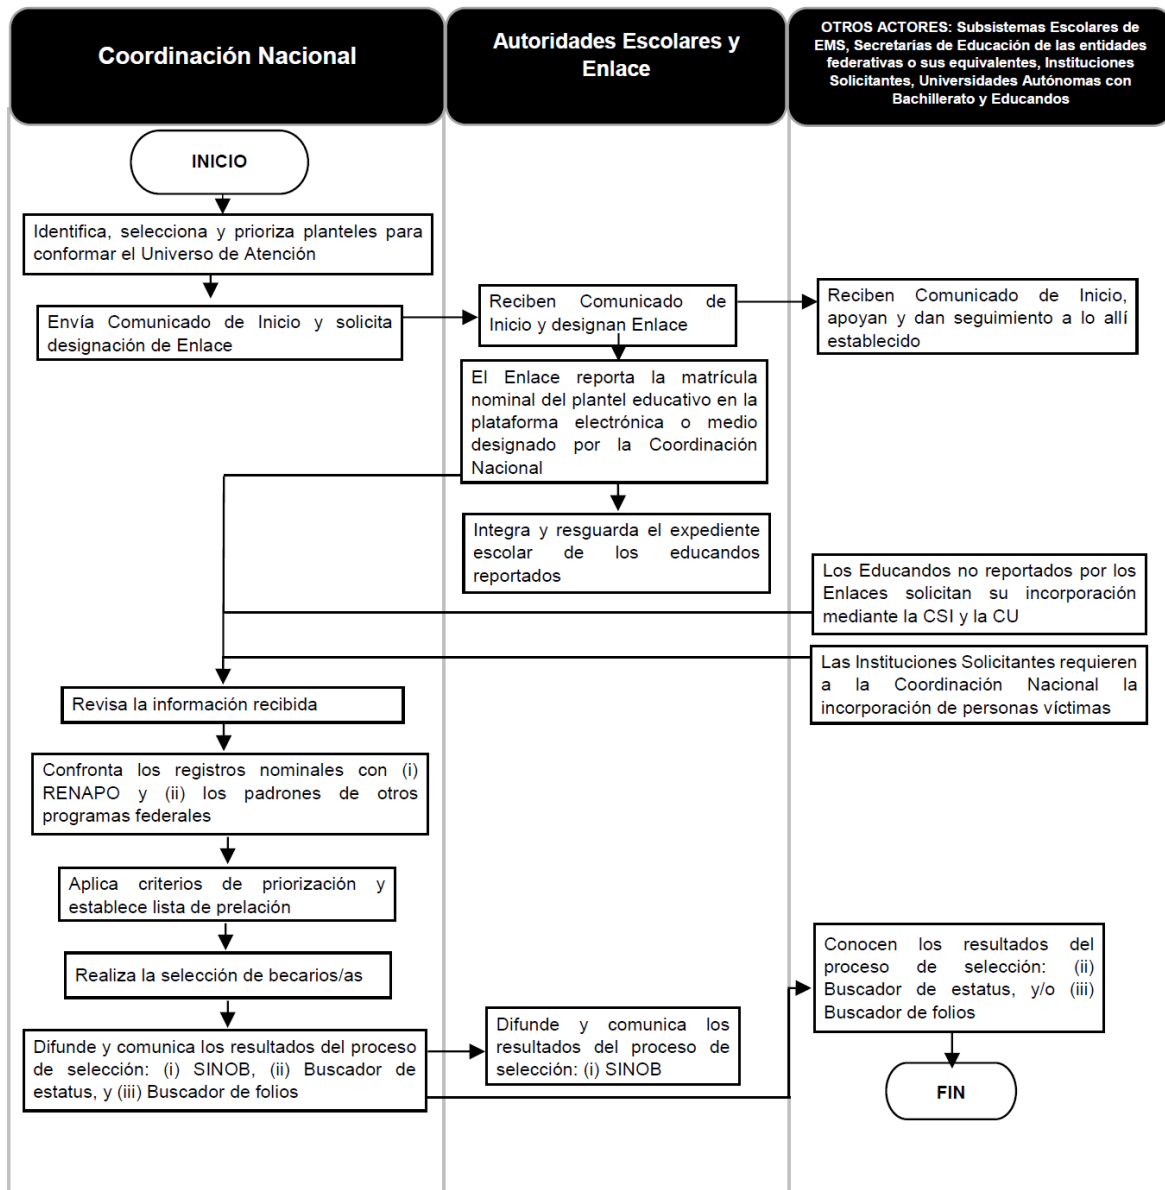 Coordinación Nacional
Autoridades Escolares y
Enlace
OTROS ACTORES: Subsistemas Escolares de
EMS, Secretarías de Educación de las entidades
federativas o sus equivalentes, Instituciones
Solicitantes, Universidades Autónomas con
Bachillerato y Educandos
INICIO
Identifica, selecciona y prioriza planteles para
conformar el Universo de Atención
Envía Comunicado de Inicio y solicita
designación de Enlace
Reciben Comunicado de
Inicio y designan Enlace
Reciben Comunicado de Inicio,
apoyan y dan seguimiento a lo allí
establecido
El Enlace reporta la matrícula
nominal del plantel educativo en la
plataforma electrónica o medio
designado por la Coordinación
Nacional
Integra y resguarda el expediente
escolar de los educandos
reportados
Los Educandos no reportados por los
Enlaces solicitan su incorporación
mediante la CSI y la CU
Las Instituciones Solicitantes requieren
a la Coordinación Nacional la
incorporación de personas víctimas
Revisa la información recibida
Confronta los registros nominales con (i)
RENAPO y (ii) los padrones de otros
programas federales
Aplica criterios de priorización y
establece lista de prelación
Realiza la selección de becarios/as
Difunde y comunica los resultados del proceso
de selección: (i) SINOB, (ii) Buscador de
estatus, y (iii) Buscador de folios
Difunde y comunica los
resultados del proceso de
selección: (i) SINOB
Conocen los resultados del
proceso de selección: (ii)
Buscador de estatus, y/o (iii)
Buscador de folios
FIN